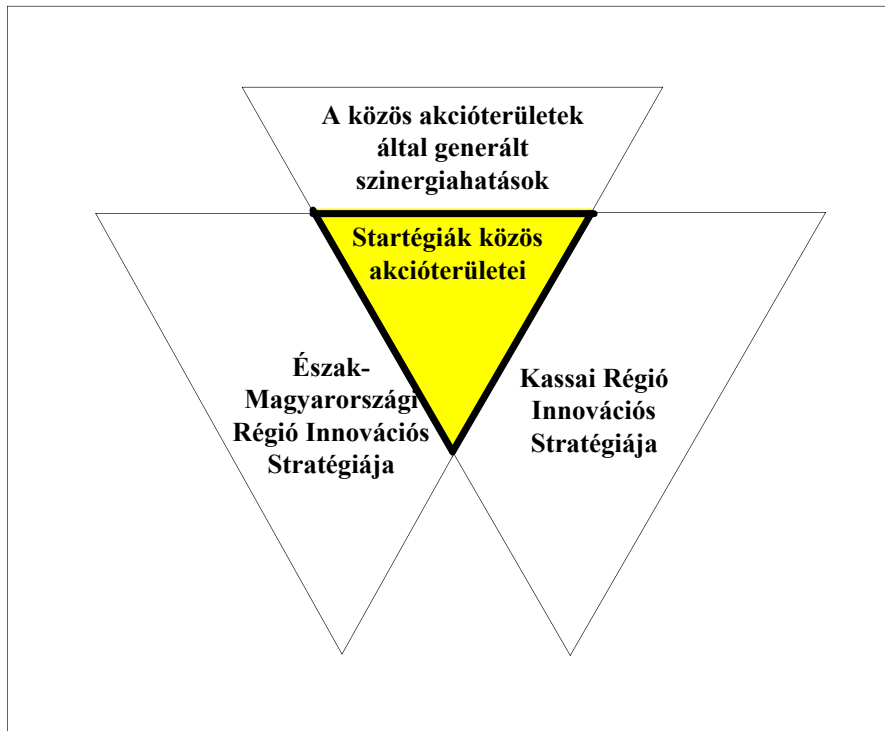 A közös akcióterületek
által generált
szinergiahatások
Startégiák közös
akcióterületei
Észak-
Magyarországi
Régió Innovációs
Stratégiája
Kassai Régió
Innovációs
Stratégiája